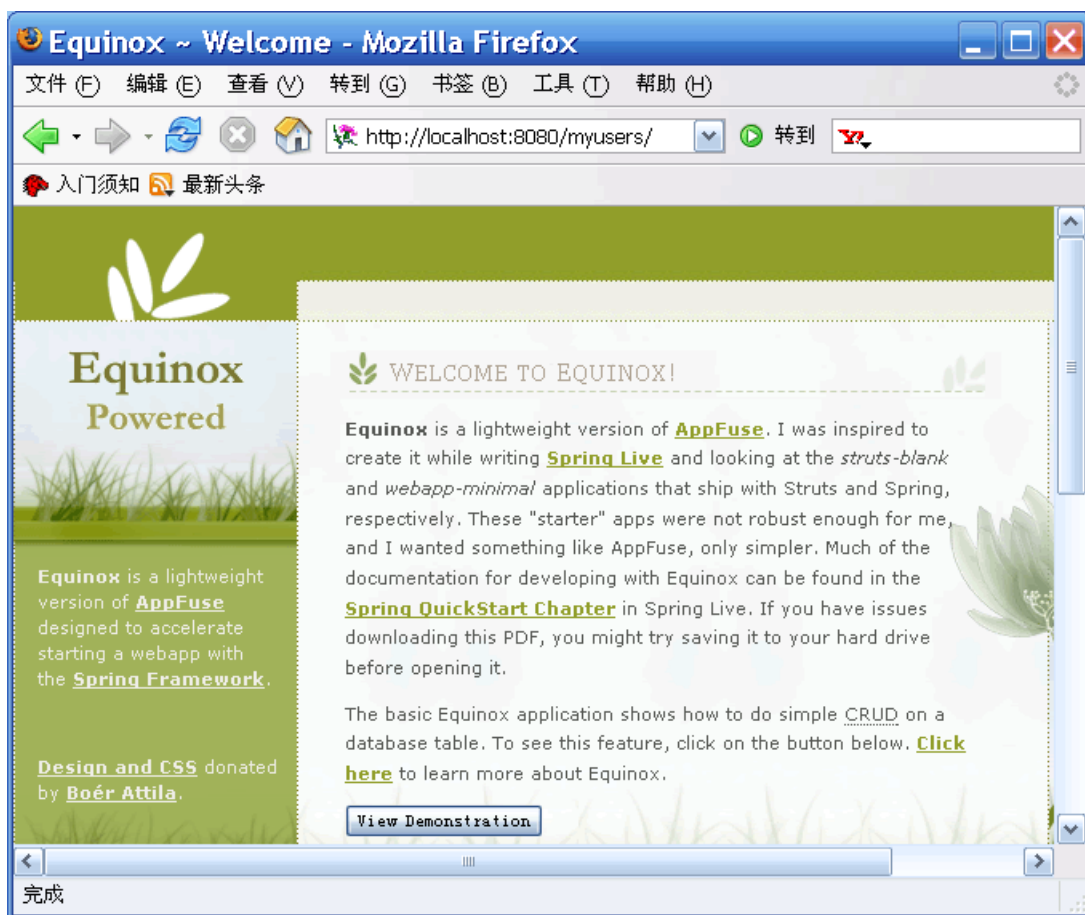 Equinox ~ Welcome - Mozilla Firefox
文件 (F) 编辑 (E) 查看 (V) 转到 (G) 书签 (B) 工具 (T) 帮助 (H)
http://localhost:8080/myusers/ 转到
入门须知 最新头条
Equinox
Powered
Equinox is a lightweight
version of AppFuse
designed to accelerate
starting a webapp with
the Spring Framework.
Design and CSS donated
by Boér Attila.
WELCOME TO EQUINOX!
Equinox is a lightweight version of AppFuse. I was inspired to
create it while writing Spring Live and looking at the struts-blank
and webapp-minimal applications that ship with Struts and Spring,
respectively. These "starter" apps were not robust enough for me,
and I wanted something like AppFuse, only simpler. Much of the
documentation for developing with Equinox can be found in the
Spring QuickStart Chapter in Spring Live. If you have issues
downloading this PDF, you might try saving it to your hard drive
before opening it.
The basic Equinox application shows how to do simple CRUD on a
database table. To see this feature, click on the button below. Click
here to learn more about Equinox.
View Demonstration
完成